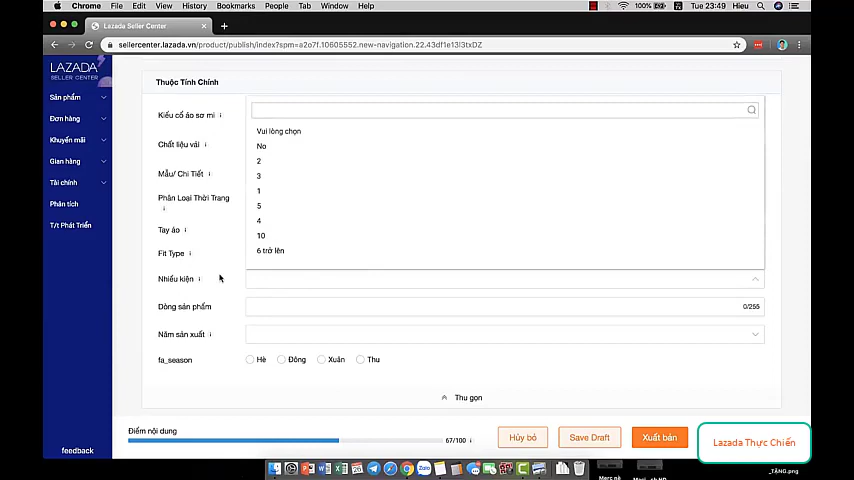 Chrome File Edit View History Bookmarks People Tab Window Help 100% Tue 23:49 Hieu
Lazada Seller Center
sellercenter.lazada.vn/product/publish/index?spm=a2o7f.10605552.new-navigation.22.43df1e13l3txDZ
LAZADA
SELLER CENTER
Sản phẩm
Đơn hàng
Khuyến mãi
Gian hàng
Tài chính
Phân tích
T/t Phát Triển
feedback
Thuộc Tính Chính
Kiểu cổ áo sơ mi
Chất liệu vải
Mẫu/ Chi Tiết
Phân Loại Thời Trang
Tay áo
Fit Type
Vui lòng chọn
No
2
3
1
5
4
10
6 trở lên
Nhiều kiện
Dòng sản phẩm 0/255
Năm sản xuất
fa_season Hè Đông Xuân Thu
Thu gọn
Điểm nội dung
67/100
Hủy bỏ Save Draft Xuất bản
Lazada Thực Chiến
Zalo
_TẶNG.png